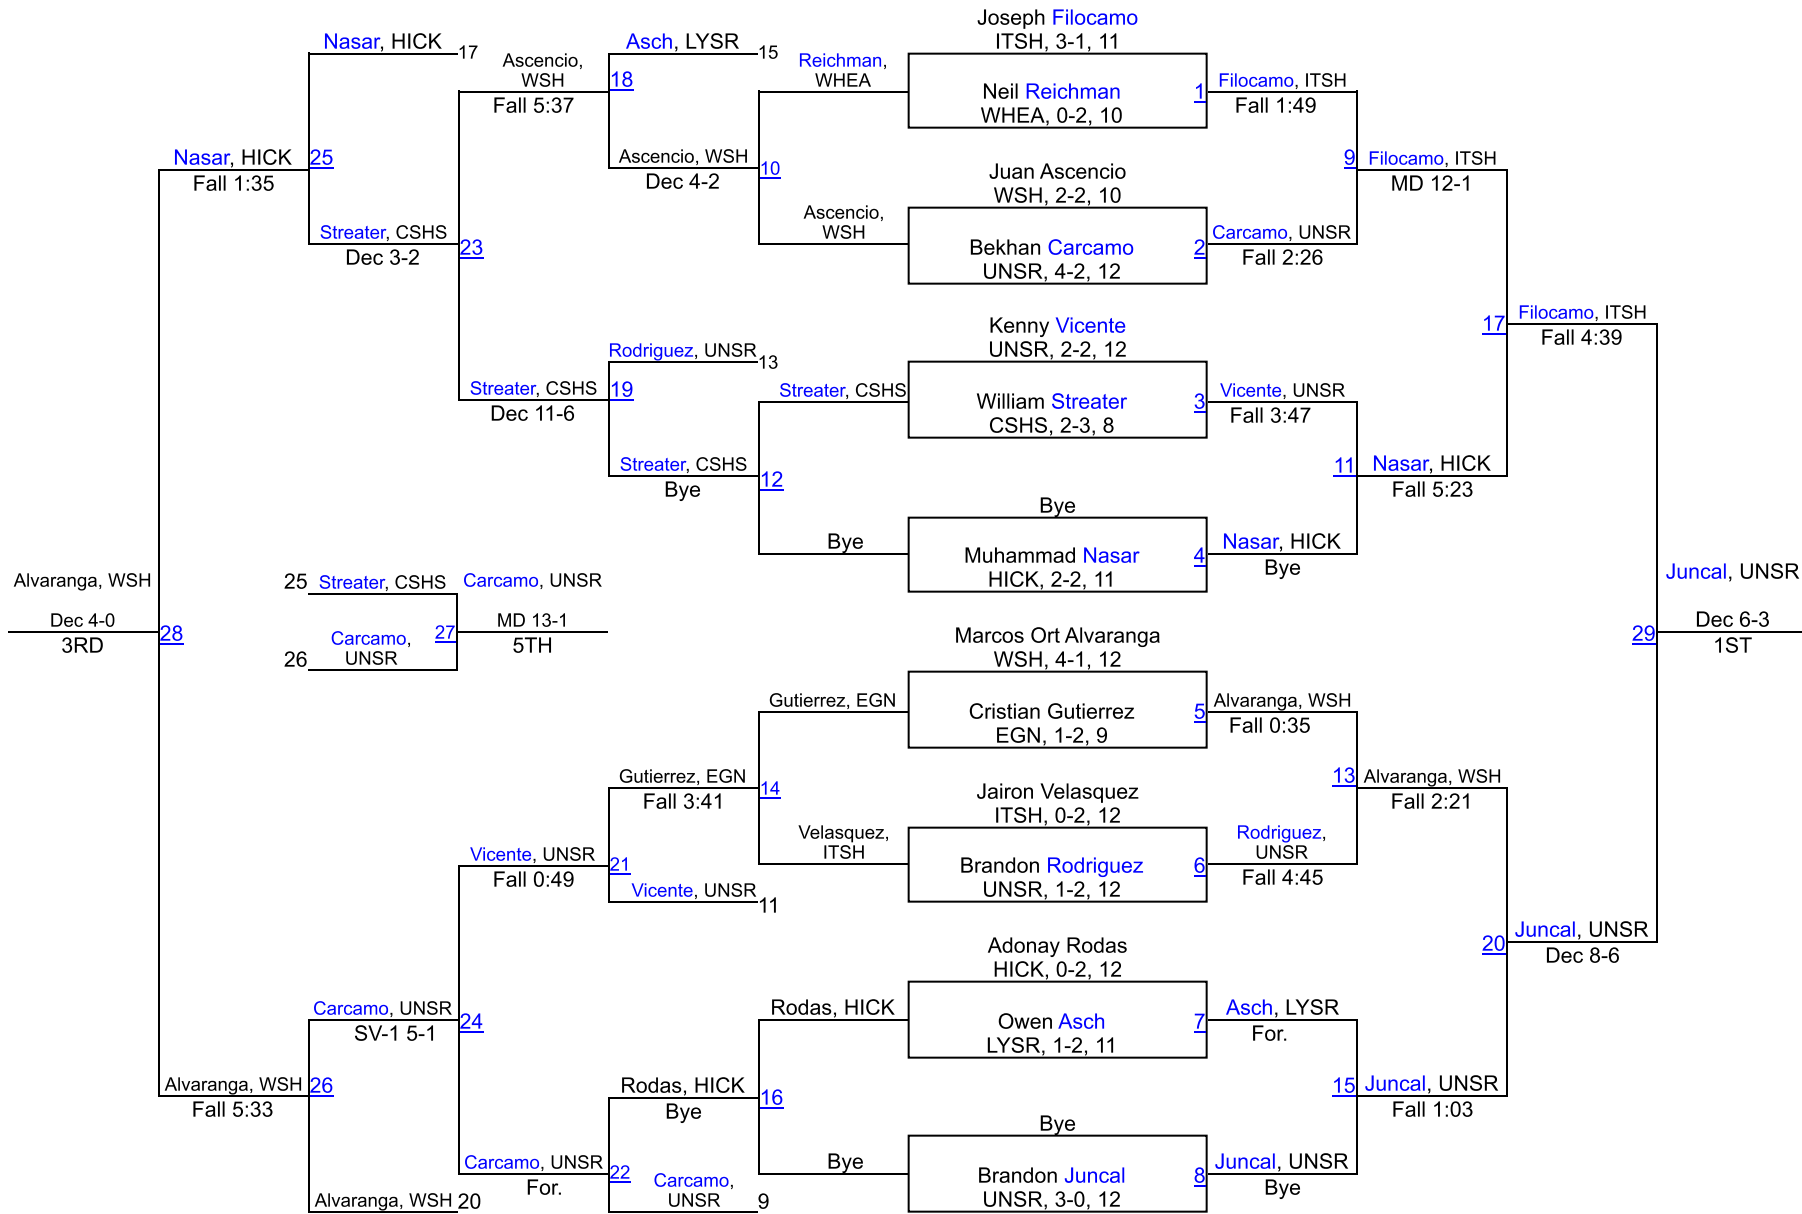 Joseph Filocamo
ITSH, 3-1, 11
Nasar, HICK
17
Asch, LYSR
15
Ascencio,
WSH
Fall 5:37
18
Reichman,
WHEA
Neil Reichman
WHEA, 0-2, 10
1
Filocamo, ITSH
Fall 1:49
Nasar, HICK
Fall 1:35
25
Ascencio, WSH
Dec 4-2
10
Juan Ascencio
WSH, 2-2, 10
9
Filocamo, ITSH
MD 12-1
Streater, CSHS
Dec 3-2
23
Ascencio,
WSH
Bekhan Carcamo
UNSR, 4-2, 12
2
Carcamo, UNSR
Fall 2:26
Kenny Vicente
UNSR, 2-2, 12
17
Filocamo, ITSH
Fall 4:39
Rodriguez, UNSR
13
Streater, CSHS
Dec 11-6
19
Streater, CSHS
William Streater
CSHS, 2-3, 8
3
Vicente, UNSR
Fall 3:47
Streater, CSHS
Bye
12
11
Nasar, HICK
Fall 5:23
Bye
Bye
Muhammad Nasar
HICK, 2-2, 11
4
Nasar, HICK
Bye
Alvaranga, WSH
Dec 4-0
3RD
28
25
Streater, CSHS
Carcamo, UNSR
26
Carcamo,
UNSR
27
MD 13-1
5TH
Juncal, UNSR
29
Dec 6-3
1ST
Marcos Ort Alvaranga
WSH, 4-1, 12
Gutierrez, EGN
Cristian Gutierrez
EGN, 1-2, 9
5
Alvaranga, WSH
Fall 0:35
Gutierrez, EGN
Fall 3:41
14
Jairon Velasquez
ITSH, 0-2, 12
13
Alvaranga, WSH
Fall 2:21
Velasquez,
ITSH
Brandon Rodriguez
UNSR, 1-2, 12
6
Rodriguez,
UNSR
Fall 4:45
Vicente, UNSR
Fall 0:49
21
Vicente, UNSR
11
Adonay Rodas
HICK, 0-2, 12
20
Juncal, UNSR
Dec 8-6
Carcamo, UNSR
SV-1 5-1
24
Rodas, HICK
Owen Asch
LYSR, 1-2, 11
7
Asch, LYSR
For.
Alvaranga, WSH
Fall 5:33
26
Rodas, HICK
Bye
16
15
Juncal, UNSR
Fall 1:03
Bye
Bye
Brandon Juncal
UNSR, 3-0, 12
8
Juncal, UNSR
Bye
Carcamo, UNSR
For.
22
Carcamo,
UNSR
9
Alvaranga, WSH
20